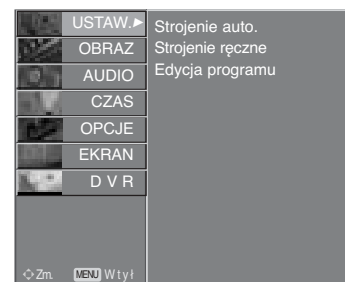 USTAW.►
OBRAZ
AUDIO
CZAS
OPCJE
EKRAN
D V R
Strojenie auto.
Strojenie ręczne
Edycja programu
Zm. MENU Wtył